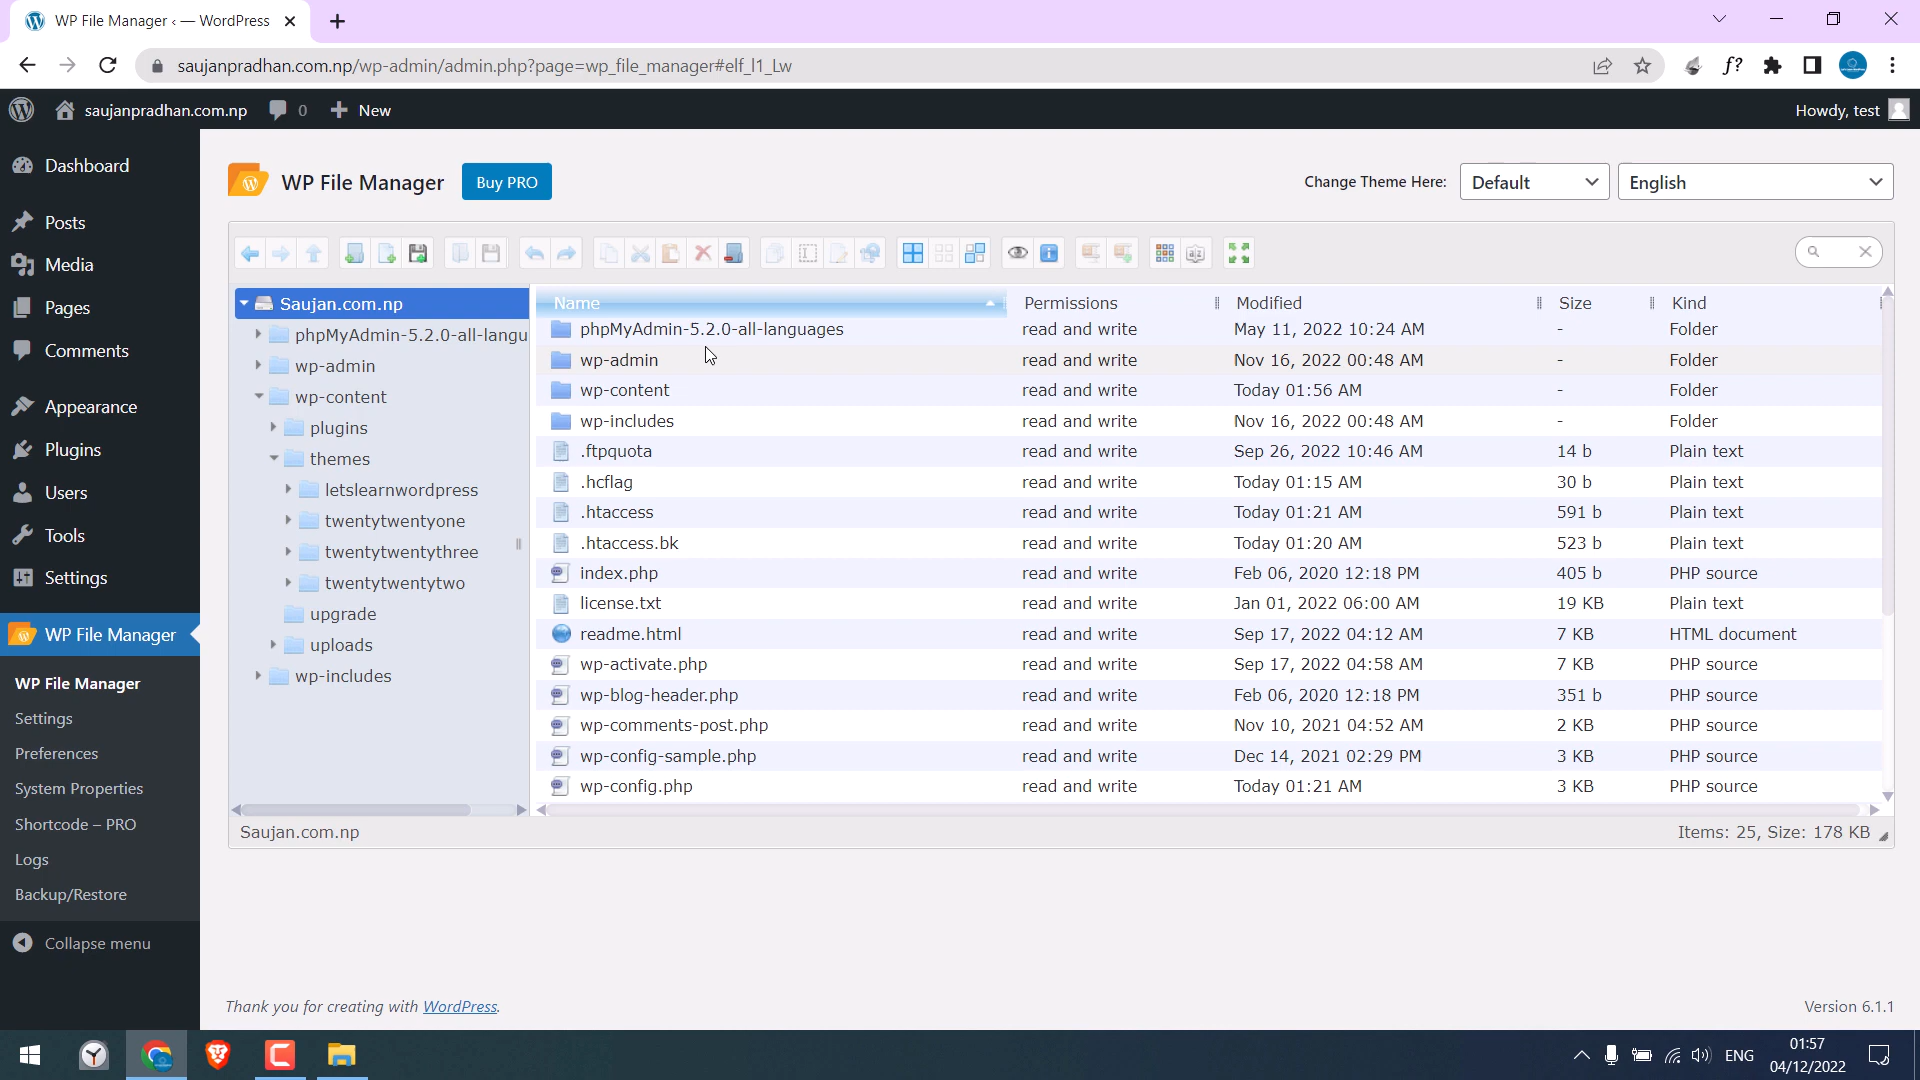 WP File Manager ‹ — WordPress
saujanpradhan.com.np/wp-admin/admin.php?page=wp_file_manager#elf_l1_Lw
f?
saujanpradhan.com.np 0 New Howdy, test
Dashboard
Posts
Media
Pages
Comments
Appearance
Plugins
Users
Tools
Settings
WP File Manager
WP File Manager
Settings
Preferences
System Properties
Shortcode – PRO
Logs
Backup/Restore
Collapse menu
WP File Manager Buy PRO Change Theme Here: Default English
Saujan.com.np
phpMyAdmin-5.2.0-all-langu
wp-admin
wp-content
plugins
themes
letslearnwordpress
twentytwentyone
twentytwentythree
twentytwentytwo
upgrade
uploads
wp-includes
Name Permissions Modified Size Kind
phpMyAdmin-5.2.0-all-languages read and write May 11, 2022 10:24 AM - Folder
wp-admin read and write Nov 16, 2022 00:48 AM - Folder
wp-content read and write Today 01:56 AM - Folder
wp-includes read and write Nov 16, 2022 00:48 AM - Folder
.ftpquota read and write Sep 26, 2022 10:46 AM 14 b Plain text
.hcflag read and write Today 01:15 AM 30 b Plain text
.htaccess read and write Today 01:21 AM 591 b Plain text
.htaccess.bk read and write Today 01:20 AM 523 b Plain text
index.php read and write Feb 06, 2020 12:18 PM 405 b PHP source
license.txt read and write Jan 01, 2022 06:00 AM 19 KB Plain text
readme.html read and write Sep 17, 2022 04:12 AM 7 KB HTML document
wp-activate.php read and write Sep 17, 2022 04:58 AM 7 KB PHP source
wp-blog-header.php read and write Feb 06, 2020 12:18 PM 351 b PHP source
wp-comments-post.php read and write Nov 10, 2021 04:52 AM 2 KB PHP source
wp-config-sample.php read and write Dec 14, 2021 02:29 PM 3 KB PHP source
wp-config.php read and write Today 01:21 AM 3 KB PHP source
Saujan.com.np Items: 25, Size: 178 KB
Thank you for creating with WordPress. Version 6.1.1
ENG
01:57
04/12/2022